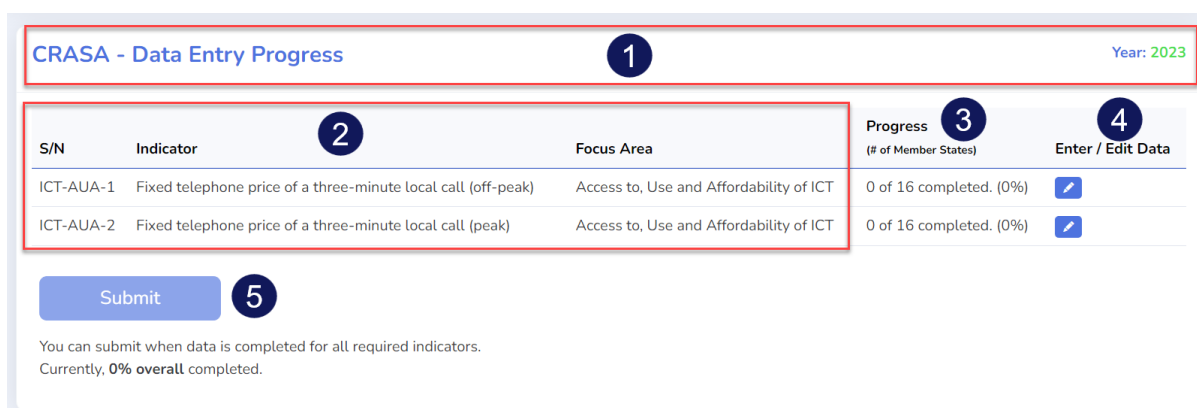 CRASA - Data Entry Progress 1 Year: 2023
2 Progress 3 4
S/N Indicator Focus Area (# of Member States) Enter / Edit Data
ICT-AUA-1 Fixed telephone price of a three-minute local call (off-peak) Access to, Use and Affordability of ICT 0 of 16 completed. (0%)
ICT-AUA-2 Fixed telephone price of a three-minute local call (peak) Access to, Use and Affordability of ICT 0 of 16 completed. (0%)
Submit 5
You can submit when data is completed for all required indicators.
Currently, 0% overall completed.